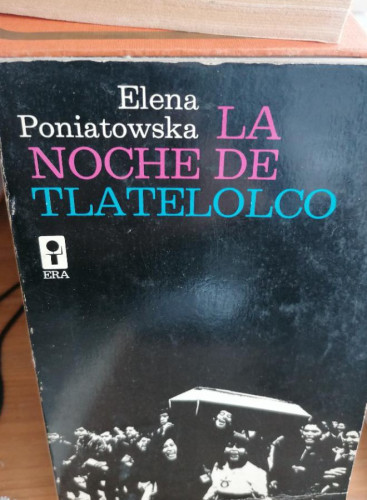 Elena
Poniatowska LA
NOCHE DE
TLATELOLCO
ERA